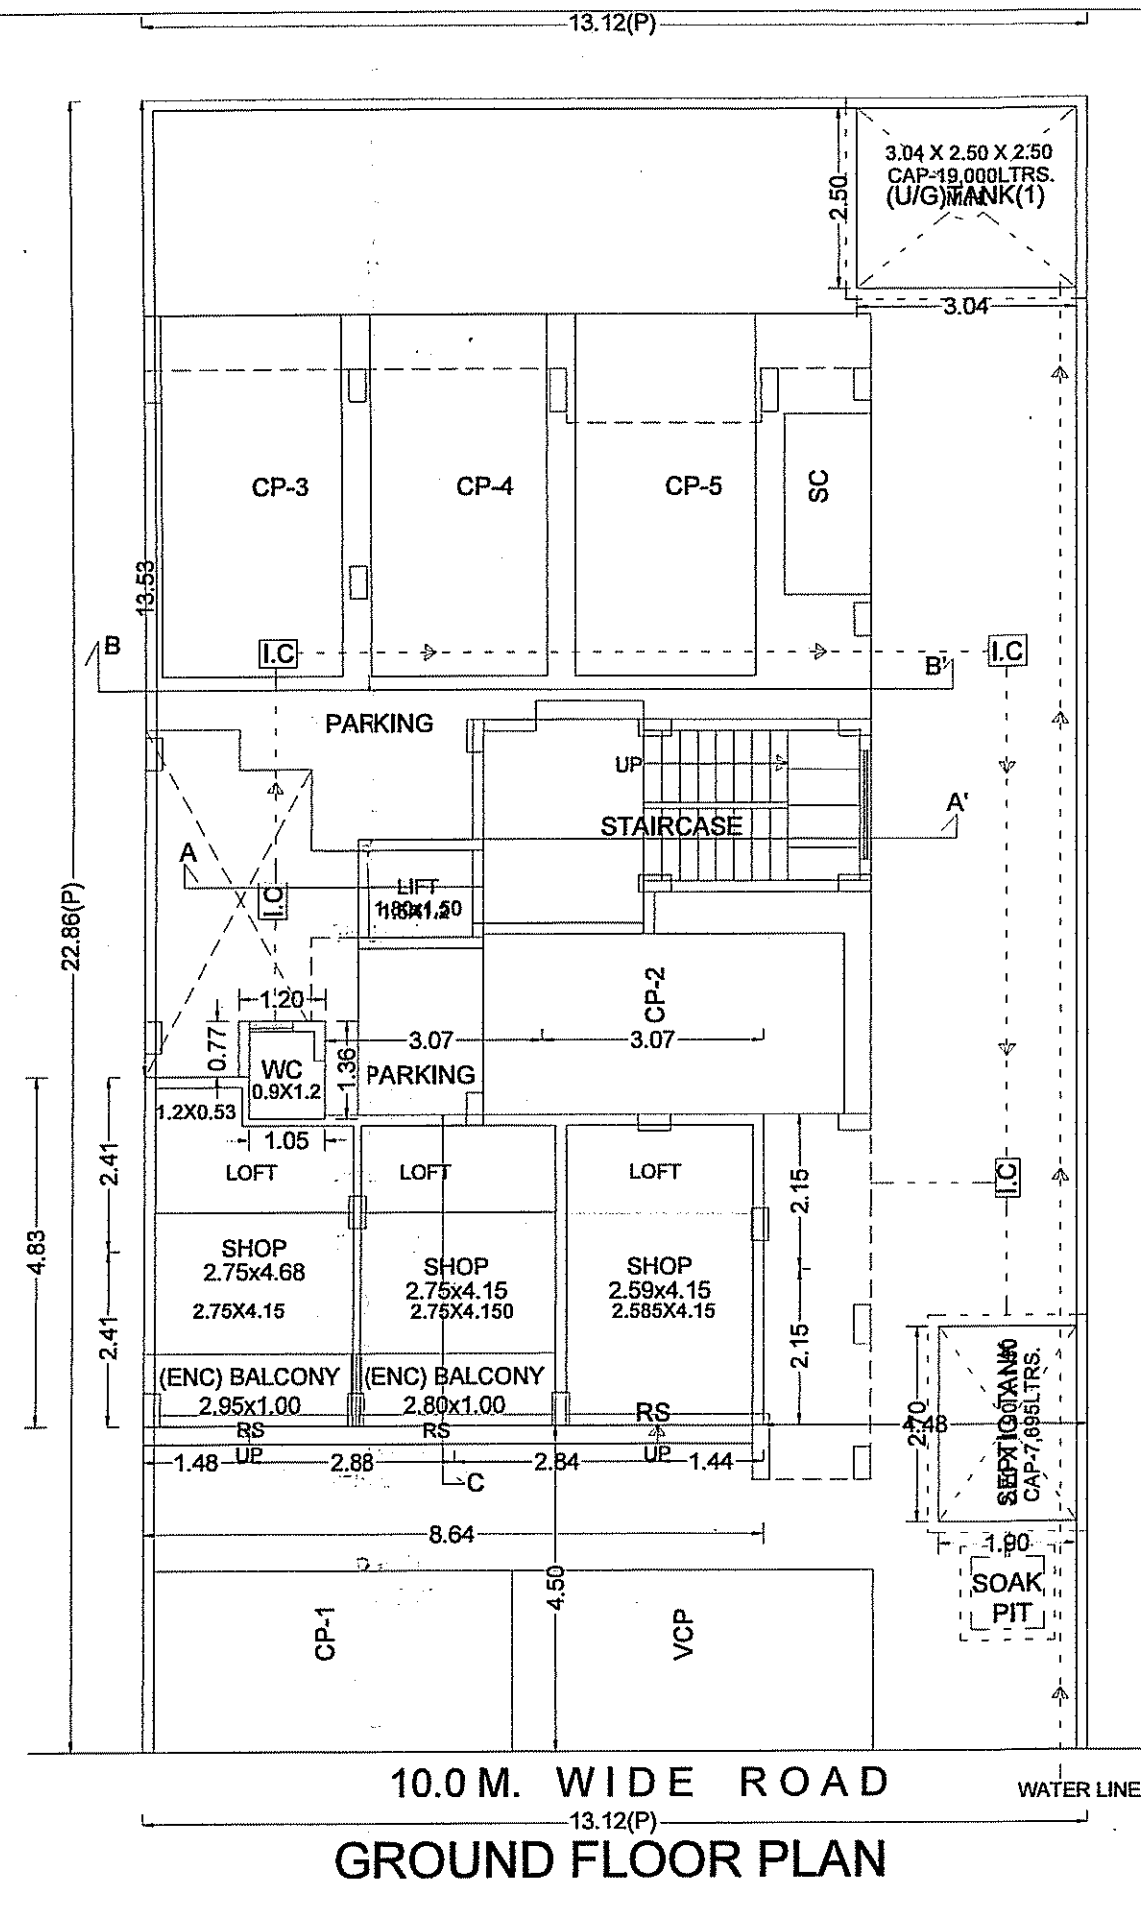 13.12(P)
3.04 X 2.50 X 2.50
CAP-19,000LTRS.
(U/G)TANK(1)
2.50
3.04
CP-3
CP-4
CP-5
SC
13.53
B
I.C
I.C
B'
PARKING
UP
STAIRCASE
A'
A
I.C
LIFT
1.80x1.50
22.86(P)
CP-2
1.20
0.77
3.07
3.07
WC
0.9X1.2
1.36
PARKING
1.2X0.53
1.05
2.41
LOFT
LOFT
LOFT
2.15
I.C
4.83
SHOP
2.75x4.68
2.75X4.15
SHOP
2.75x4.15
2.75X4.150
SHOP
2.59x4.15
2.585X4.15
2.41
2.15
(ENC) BALCONY
2.95x1.00
(ENC) BALCONY
2.80x1.00
RS
RS
RS
UP
UP
1.48
2.88
2.84
1.44
C
4.48
2.70
SEPTIC TANK
CAP-7,695LTRS.
8.64
1.90
SOAK
PIT
4.50
CP-1
VCP
10.0 M. WIDE ROAD
WATER LINE
13.12(P)
GROUND FLOOR PLAN